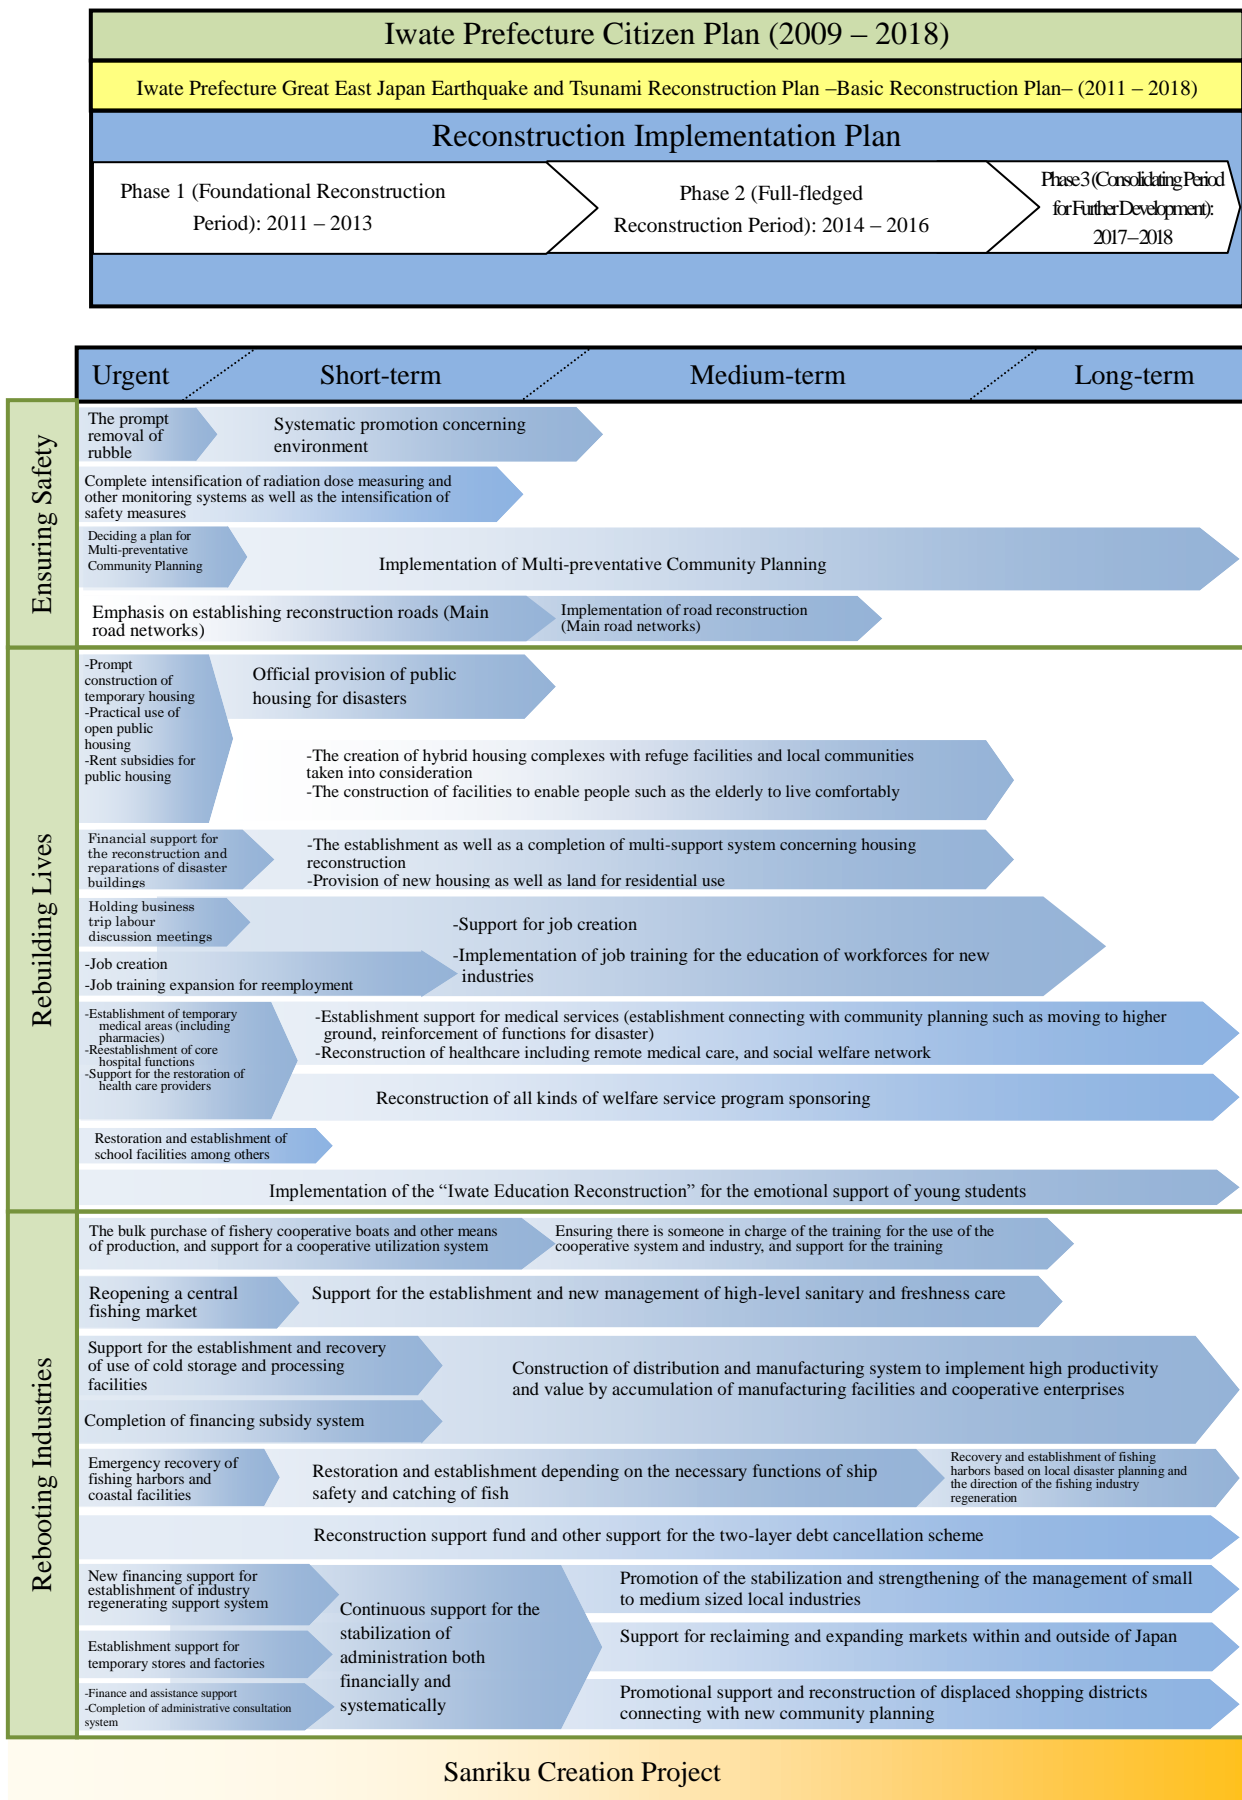 Iwate Prefecture Citizen Plan (2009 – 2018)
Iwate Prefecture Great East Japan Earthquake and Tsunami Reconstruction Plan –Basic Reconstruction Plan– (2011 – 2018)
Reconstruction Implementation Plan
Phase 1 (Foundational Reconstruction
Period): 2011 – 2013
Phase 2 (Full-fledged
Reconstruction Period): 2014 – 2016
Phase 3 (Consolidating Period
for Further Development):
2017 – 2018
Urgent
Short-term
Medium-term
Long-term
Ensuring Safety
The prompt
removal of
rubble
Systematic promotion concerning
environment
Complete intensification of radiation dose measuring and
other monitoring systems as well as the intensification of
safety measures
Deciding a plan for
Multi-preventative
Community Planning
Implementation of Multi-preventative Community Planning
Emphasis on establishing reconstruction roads (Main
road networks)
Implementation of road reconstruction
(Main road networks)
Rebuilding Lives
-Prompt
construction of
temporary housing
-Practical use of
open public
housing
-Rent subsidies for
public housing
Official provision of public
housing for disasters
-The creation of hybrid housing complexes with refuge facilities and local communities
taken into consideration
-The construction of facilities to enable people such as the elderly to live comfortably
Financial support for
the reconstruction and
reparations of disaster
buildings
-The establishment as well as a completion of multi-support system concerning housing
reconstruction
-Provision of new housing as well as land for residential use
Holding business
trip labour
discussion meetings
-Job creation
-Job training expansion for reemployment
-Support for job creation
-Implementation of job training for the education of workforces for new
industries
-Establishment of temporary
medical areas (including
pharmacies)
-Reestablishment of core
hospital functions
-Support for the restoration of
health care providers
-Establishment support for medical services (establishment connecting with community planning such as moving to higher
ground, reinforcement of functions for disaster)
-Reconstruction of healthcare including remote medical care, and social welfare network
Reconstruction of all kinds of welfare service program sponsoring
Restoration and establishment of
school facilities among others
Implementation of the “Iwate Education Reconstruction” for the emotional support of young students
Rebooting Industries
The bulk purchase of fishery cooperative boats and other means
of production, and support for a cooperative utilization system
Ensuring there is someone in charge of the training for the use of the
cooperative system and industry, and support for the training
Reopening a central
fishing market
Support for the establishment and new management of high-level sanitary and freshness care
Support for the establishment and recovery
of use of cold storage and processing
facilities
Completion of financing subsidy system
Construction of distribution and manufacturing system to implement high productivity
and value by accumulation of manufacturing facilities and cooperative enterprises
Emergency recovery of
fishing harbors and
coastal facilities
Restoration and establishment depending on the necessary functions of ship
safety and catching of fish
Recovery and establishment of fishing
harbors based on local disaster planning and
the direction of the fishing industry
regeneration
Reconstruction support fund and other support for the two-layer debt cancellation scheme
New financing support for
establishment of industry
regenerating support system
Establishment support for
temporary stores and factories
-Finance and assistance support
-Completion of administrative consultation
system
Continuous support for the
stabilization of
administration both
financially and
systematically
Promotion of the stabilization and strengthening of the management of small
to medium sized local industries
Support for reclaiming and expanding markets within and outside of Japan
Promotional support and reconstruction of displaced shopping districts
connecting with new community planning
Sanriku Creation Project